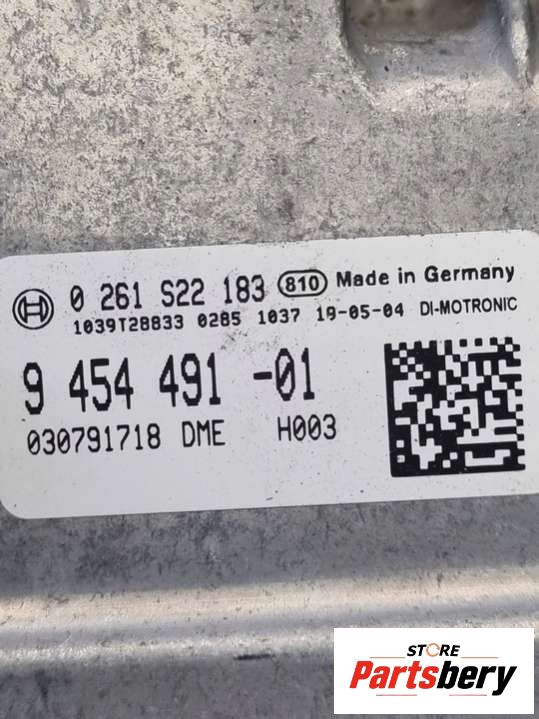 0 261 S22 183 810 Made in Germany
1039T28833 0285 1037 19-05-04 DI-MOTRONIC
9 454 491 -01
030791718 DME H003
STORE
Partsbery